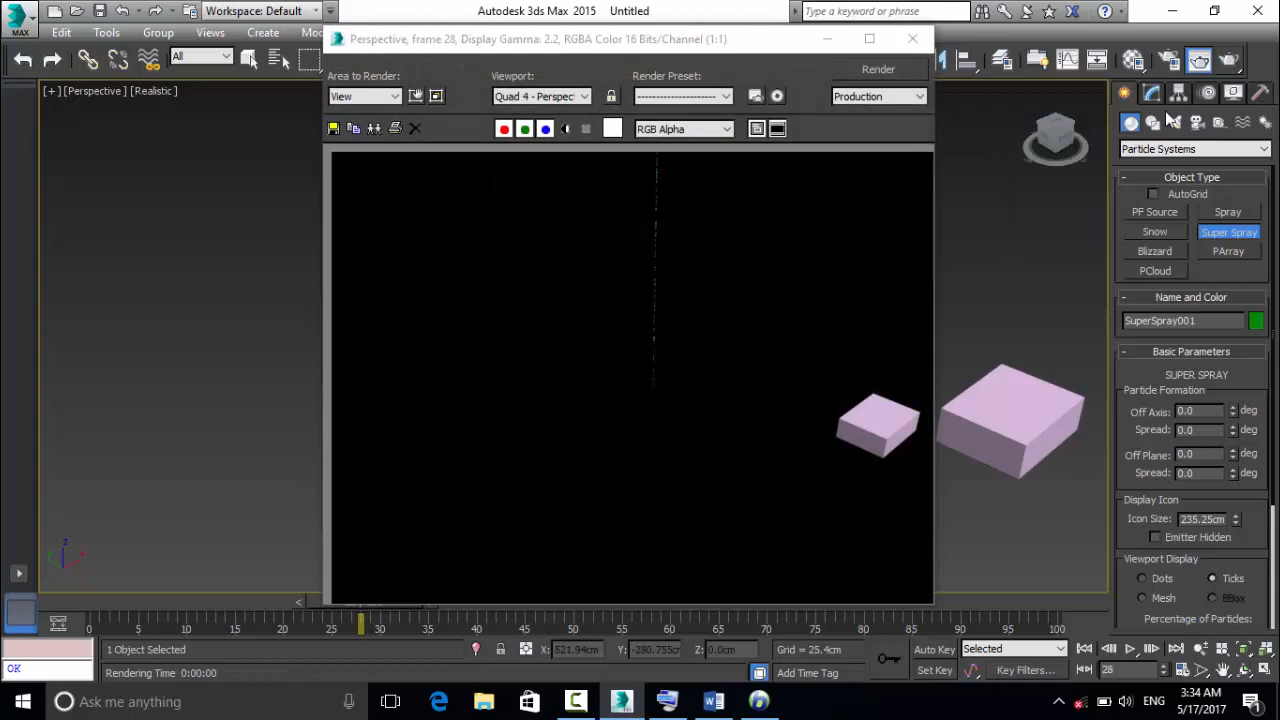 MAX
Workspace: Default
Autodesk 3ds Max 2015 Untitled
Type a keyword or phrase
Edit Tools Group Views Create
All
Perspective, frame 28, Display Gamma: 2.2, RGBA Color 16 Bits/Channel (1:1)
Area to Render:
View
Viewport:
Quad 4 - Perspec
Render Preset:
--------------------
Render
Production
RGB Alpha
[+] [Perspective] [Realistic]
Particle Systems
- Object Type
AutoGrid
PF Source Spray
Snow Super Spray
Blizzard PArray
PCloud
- Name and Color
SuperSpray001
- Basic Parameters
SUPER SPRAY
Particle Formation
Off Axis: 0.0 deg
Spread: 0.0 deg
Off Plane: 0.0 deg
Spread: 0.0 deg
Display Icon
Icon Size: 235.25cm
Emitter Hidden
Viewport Display
Dots Ticks
Mesh BBox
Percentage of Particles:
0 5 10 15 20 25 30 35 40 45 50 55 60 65 70 75 80 85 90 95 100
1 Object Selected
X: 521.94cm Y: -280.755cm Z: 0.0cm Grid = 25.4cm
Auto Key Selected
OK
Rendering Time 0:00:00
Add Time Tag
Set Key Key Filters... 28
Ask me anything
ENG
3:34 AM
5/17/2017